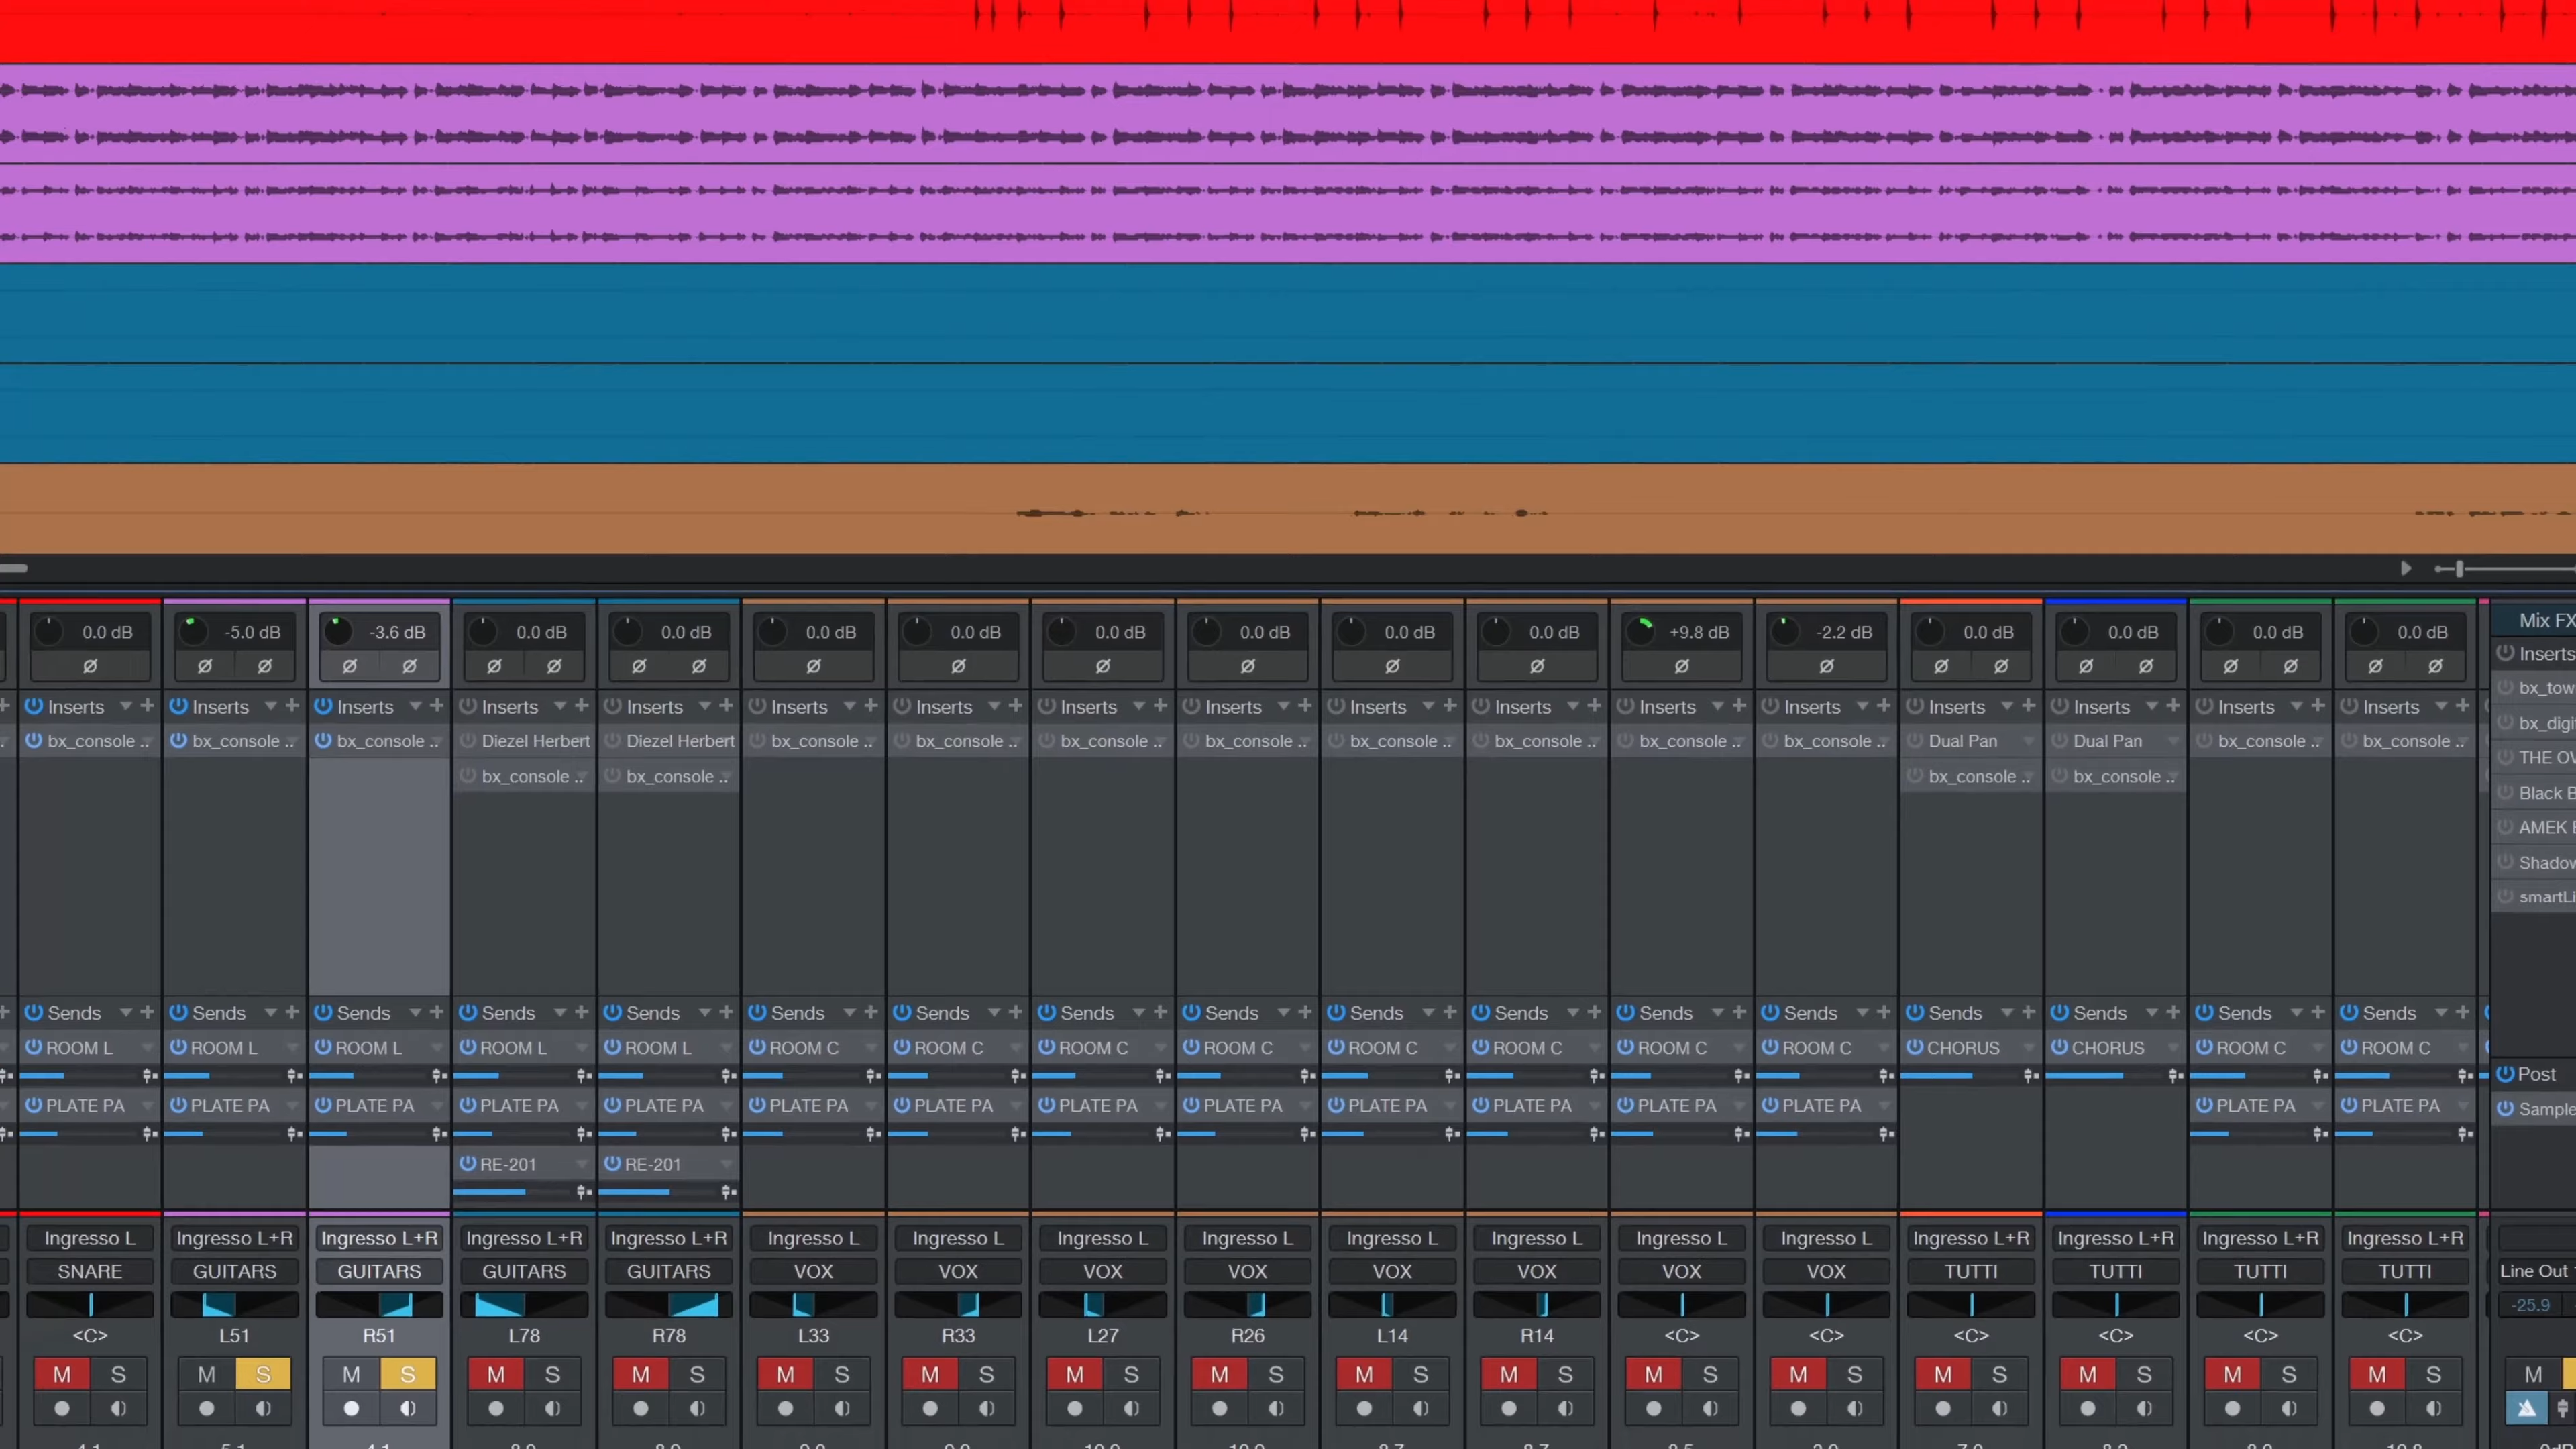 0.0 dB -5.0 dB -3.6 dB 0.0 dB 0.0 dB 0.0 dB 0.0 dB 0.0 dB 0.0 dB 0.0 dB 0.0 dB +9.8 dB -2.2 dB 0.0 dB 0.0 dB 0.0 dB 0.0 dB Mix FX
Ø Ø Ø Ø Ø Ø Ø Ø Ø Ø Ø Ø Ø Ø Ø Ø Ø Ø Ø Ø Ø Ø Ø Ø Ø
Inserts Inserts Inserts Inserts Inserts Inserts Inserts Inserts Inserts Inserts Inserts Inserts Inserts Inserts Inserts Inserts Inserts Inserts
bx_console .. bx_console .. bx_console .. Diezel Herbert Diezel Herbert bx_console .. bx_console .. bx_console .. bx_console .. bx_console .. bx_console .. bx_console .. bx_console .. Dual Pan Dual Pan bx_console .. bx_console .. bx_tow
bx_digi
bx_console .. bx_console .. bx_console .. bx_console .. THE OV
Black B
AMEK E
Shadow
smartLi
Sends Sends Sends Sends Sends Sends Sends Sends Sends Sends Sends Sends Sends Sends Sends Sends Sends
ROOM L ROOM L ROOM L ROOM L ROOM L ROOM C ROOM C ROOM C ROOM C ROOM C ROOM C ROOM C ROOM C CHORUS CHORUS ROOM C ROOM C
Post
PLATE PA PLATE PA PLATE PA PLATE PA PLATE PA PLATE PA PLATE PA PLATE PA PLATE PA PLATE PA PLATE PA PLATE PA PLATE PA PLATE PA PLATE PA Sample
RE-201 RE-201
Ingresso L Ingresso L+R Ingresso L+R Ingresso L+R Ingresso L+R Ingresso L Ingresso L Ingresso L Ingresso L Ingresso L Ingresso L Ingresso L Ingresso L Ingresso L+R Ingresso L+R Ingresso L+R Ingresso L+R
SNARE GUITARS GUITARS GUITARS GUITARS VOX VOX VOX VOX VOX VOX VOX VOX TUTTI TUTTI TUTTI TUTTI Line Out
-25.9
<C> L51 R51 L78 R78 L33 R33 L27 R26 L14 R14 <C> <C> <C> <C> <C> <C>
M S M S M S M S M S M S M S M S M S M S M S M S M S M S M S M S M S M